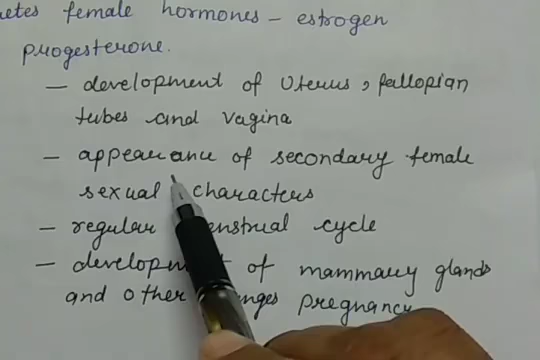 female hormones - estrogen
progesterone.
- development of Uterus, fallopian
tubes and vagina
- appearance of secondary female
sexual characters
- regular menstrual cycle
- development of mammary glands
and other changes pregnancy